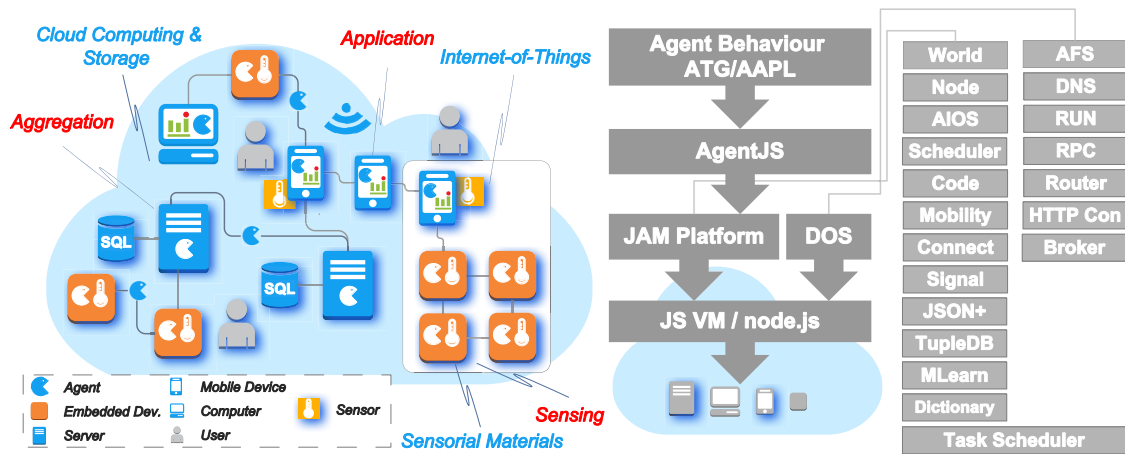 Cloud Computing &
Storage
Application
Internet-of-Things
Aggregation
SQL
SQL
Sensing
Sensorial Materials
Agent
Mobile Device
Embedded Dev.
Computer
Sensor
Server
User
Agent Behaviour
ATG/AAPL
AgentJS
JAM Platform
DOS
JS VM / node.js
World
Node
AIOS
Scheduler
Code
Mobility
Connect
Signal
JSON+
TupleDB
MLearn
Dictionary
AFS
DNS
RUN
RPC
Router
HTTP Con
Broker
Task Scheduler